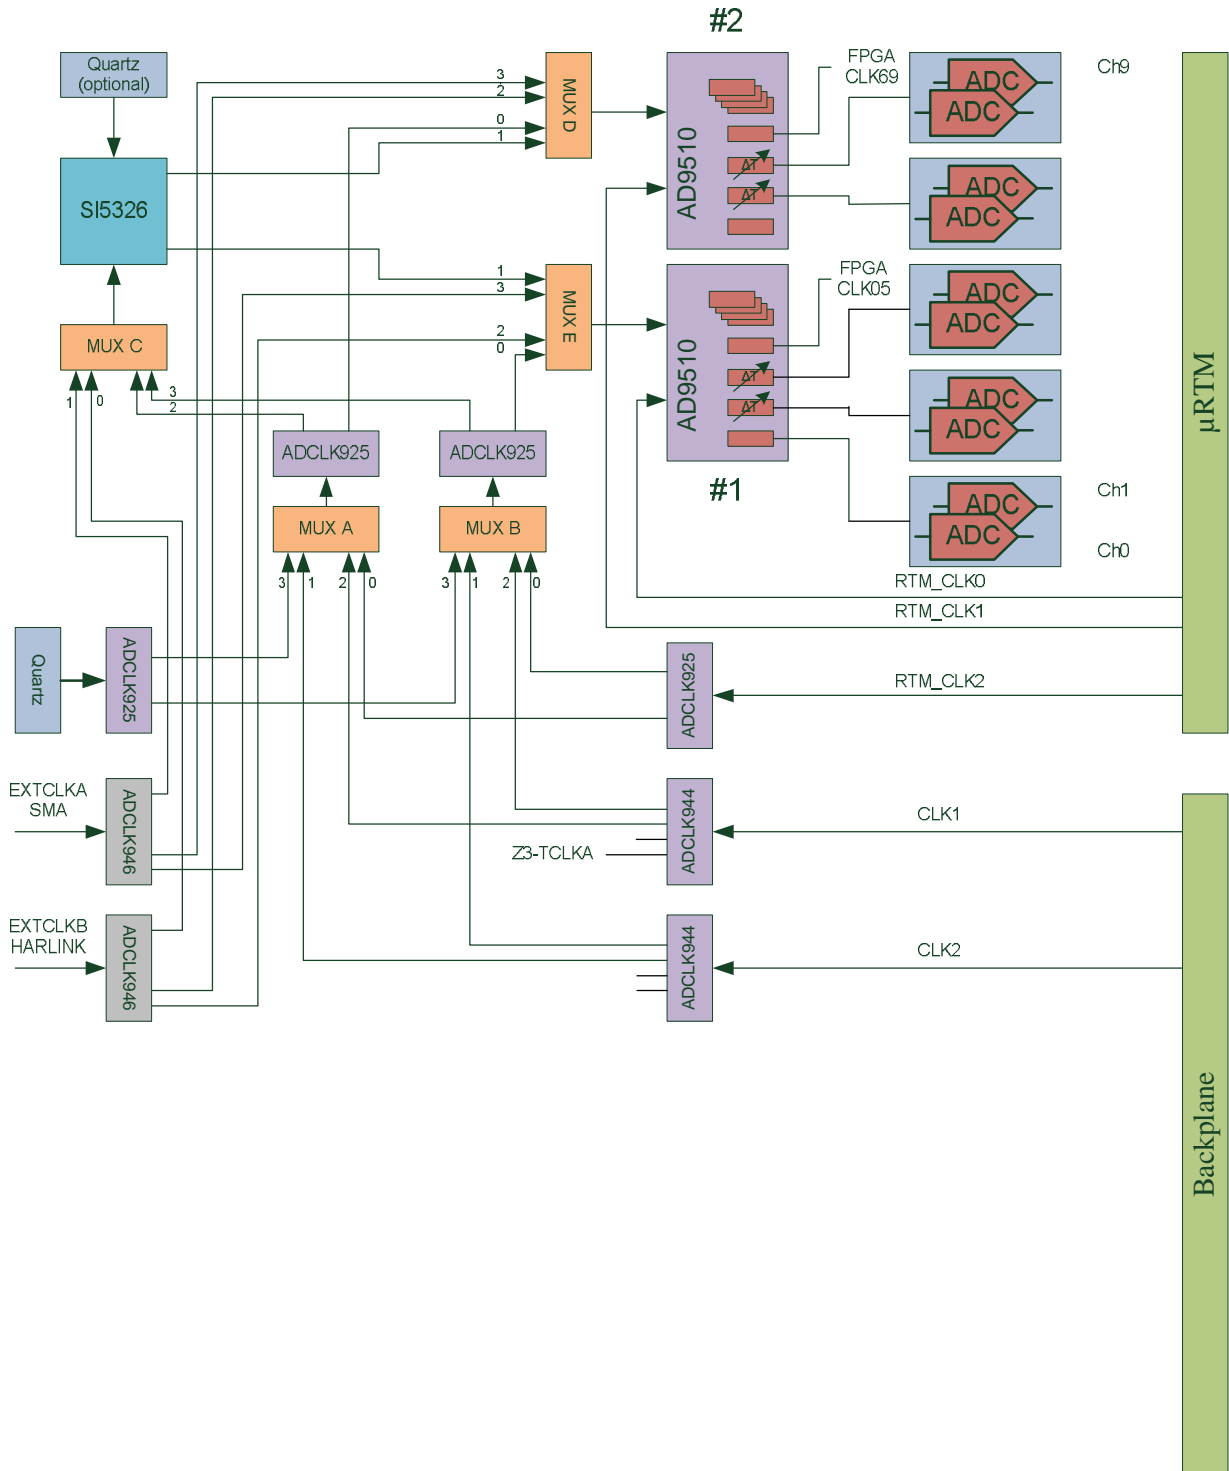 #2
Quartz
(optional)
3
2
0
1
MUX D
AD9510
ΔT
ΔT
FPGA
CLK69
ADC
ADC
Ch9
ADC
ADC
SI5326
1
3
2
0
MUX E
AD9510
ΔT
ΔT
FPGA
CLK05
ADC
ADC
ADC
ADC
µRTM
MUX C
1
0
3
2
ADCLK925
ADCLK925
#1
ADC
ADC
Ch1
Ch0
MUX A
MUX B
3
1
2
0
3
1
2
0
RTM_CLK0
RTM_CLK1
Quartz
ADCLK925
ADCLK925
RTM_CLK2
EXTCLKA
SMA
ADCLK946
Z3-TCLKA
ADCLK944
CLK1
EXTCLKB
HARLINK
ADCLK946
ADCLK944
CLK2
Backplane